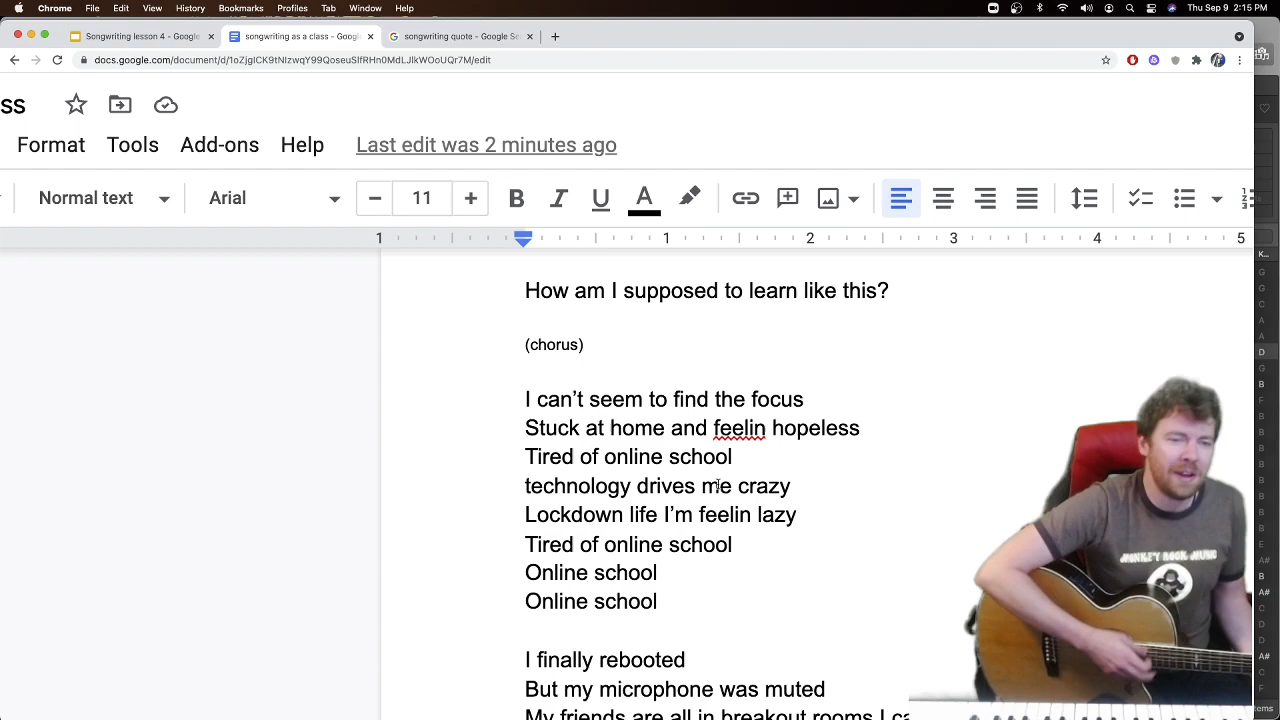 Chrome File Edit View History Bookmarks Profiles Tab Window Help Thu Sep 9 2:15 PM
Songwriting lesson 4 - Google songwriting as a class - Goog songwriting quote - Google Se
docs.google.com/document/d/
ss
Format Tools Add-ons Help Last edit was 2 minutes ago
Normal text Arial 11 B I U A
1 1 2 3 4 5
How am I supposed to learn like this?
(chorus)
I can’t seem to find the focus
Stuck at home and feelin hopeless
Tired of online school
technology drives me crazy
Lockdown life I’m feelin lazy
Tired of online school
Online school
Online school
MONKEY ROCK MUSIC
I finally rebooted
But my microphone was muted
My friends are all in breakout rooms I